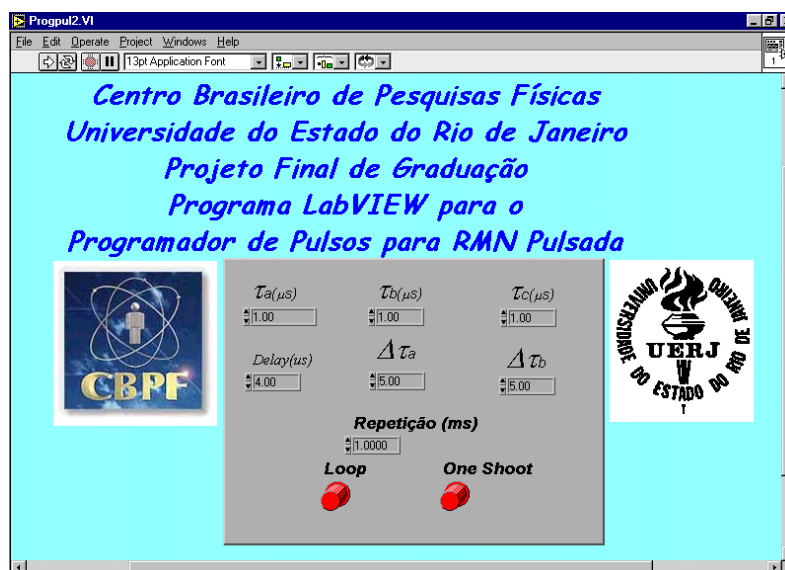 Progpul2.VI
File Edit Operate Project Windows Help
13pt Application Font
1
Centro Brasileiro de Pesquisas Físicas
Universidade do Estado do Rio de Janeiro
Projeto Final de Graduação
Programa LabVIEW para o
Programador de Pulsos para RMN Pulsada
τa(μs) τb(μs) τc(μs)
1.00 1.00 1.00
Delay(us) Δτa Δτb
4.00 5.00 5.00
Repetição (ms)
1.0000
Loop One Shoot
CBPF
UNIVERSIDADE DO ESTADO DO RIO DE JANEIRO
UERJ